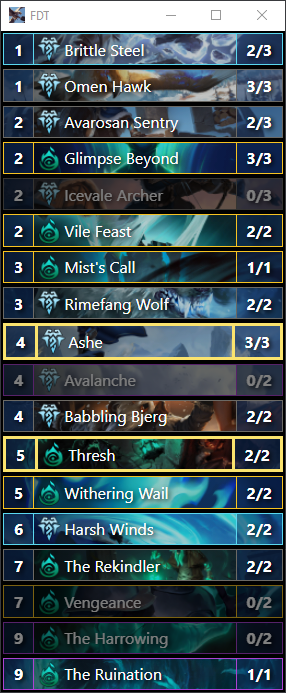 FDT
1 Brittle Steel 2/3
1 Omen Hawk 3/3
2 Avarosan Sentry 2/3
2 Glimpse Beyond 3/3
2 Icevale Archer 0/3
2 Vile Feast 2/2
3 Mist's Call 1/1
3 Rimefang Wolf 2/2
4 Ashe 3/3
4 Avalanche 0/2
4 Babbling Bjerg 2/2
5 Thresh 2/2
5 Withering Wail 2/2
6 Harsh Winds 2/2
7 The Rekindler 2/2
7 Vengeance 0/2
9 The Harrowing 0/2
9 The Ruination 1/1